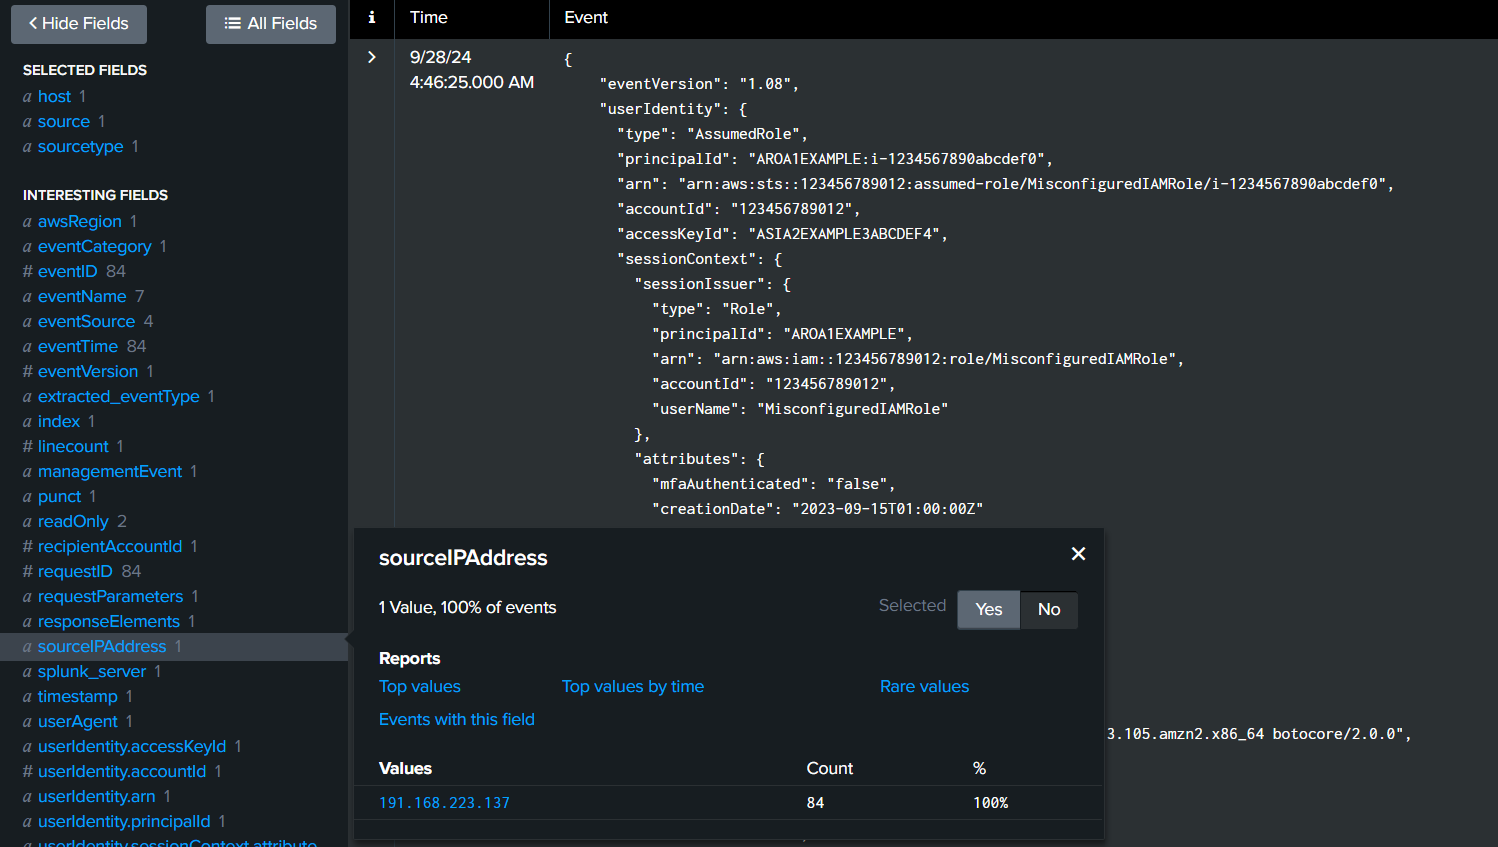 Hide Fields
All Fields
SELECTED FIELDS
a host 1
a source 1
a sourcetype 1
INTERESTING FIELDS
a awsRegion 1
a eventCategory 1
# eventID 84
a eventName 7
a eventSource 4
a eventTime 84
# eventVersion 1
a extracted_eventType 1
a index 1
# linecount 1
a managementEvent 1
a punct 1
a readOnly 2
# recipientAccountId 1
# requestID 84
a requestParameters 1
a responseElements 1
a sourceIPAddress 1
a splunk_server 1
a timestamp 1
a userAgent 1
a userIdentity.accessKeyId 1
# userIdentity.accountId 1
a userIdentity.arn 1
a userIdentity.principalId 1
a userIdentity.sessionContext.attribute
i Time Event
9/28/24
4:46:25.000 AM
{
"eventVersion": "1.08",
"userIdentity": {
"type": "AssumedRole",
"principalId": "AROA1EXAMPLE:i-1234567890abcdef0",
"arn": "arn:aws:sts::123456789012:assumed-role/MisconfiguredIAMRole/i-1234567890abcdef0",
"accountId": "123456789012",
"accessKeyId": "ASIA2EXAMPLE3ABCDEF4",
"sessionContext": {
"sessionIssuer": {
"type": "Role",
"principalId": "AROA1EXAMPLE",
"arn": "arn:aws:iam::123456789012:role/MisconfiguredIAMRole",
"accountId": "123456789012",
"userName": "MisconfiguredIAMRole"
},
"attributes": {
"mfaAuthenticated": "false",
"creationDate": "2023-09-15T01:00:00Z"
3.105.amzn2.x86_64 botocore/2.0.0",
sourceIPAddress
1 Value, 100% of events
Selected Yes No
Reports
Top values Top values by time Rare values
Events with this field
Values Count %
191.168.223.137 84 100%